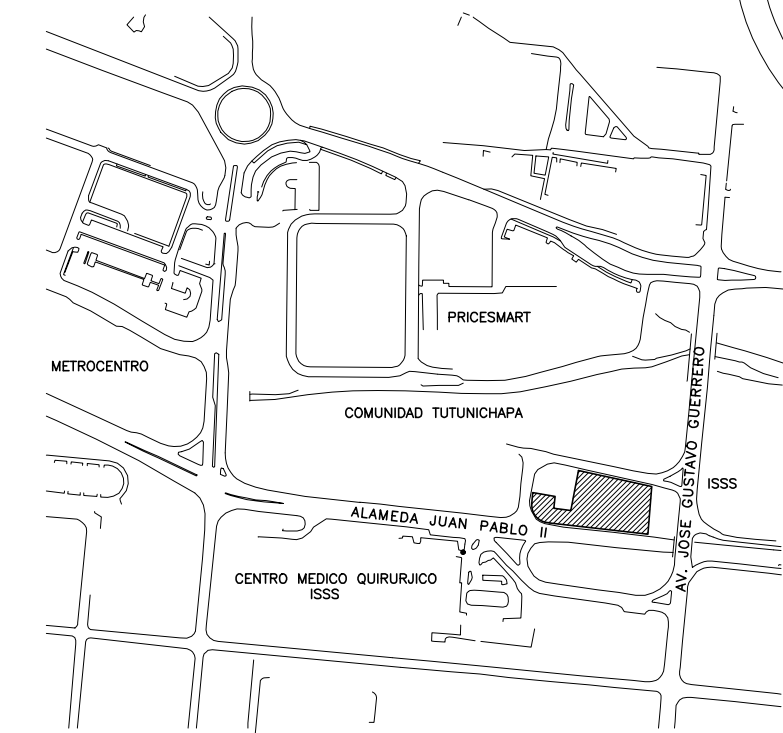 PRICESMART
METROCENTRO
COMUNIDAD TUTUNICHAPA
AV. JOSE GUSTAVO GUERRERO
ISSS
ALAMEDA JUAN PABLO II
CENTRO MEDICO QUIRURJICO
ISSS